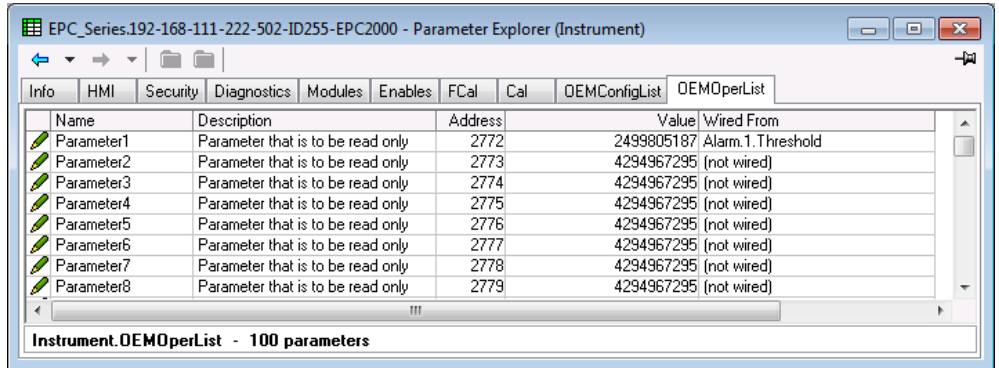 EPC_Series.192-168-111-222-502-ID255-EPC2000 - Parameter Explorer (Instrument)
Info HMI Security Diagnostics Modules Enables FCal Cal OEMConfigList OEMOperList
Name Description Address Value Wired From
Parameter1 Parameter that is to be read only 2772 2499805187 Alarm.1.Threshold
Parameter2 Parameter that is to be read only 2773 4294967295 (not wired)
Parameter3 Parameter that is to be read only 2774 4294967295 (not wired)
Parameter4 Parameter that is to be read only 2775 4294967295 (not wired)
Parameter5 Parameter that is to be read only 2776 4294967295 (not wired)
Parameter6 Parameter that is to be read only 2777 4294967295 (not wired)
Parameter7 Parameter that is to be read only 2778 4294967295 (not wired)
Parameter8 Parameter that is to be read only 2779 4294967295 (not wired)
Instrument.OEMOperList - 100 parameters